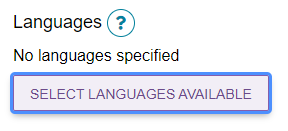 Languages ?
No languages specified
SELECT LANGUAGES AVAILABLE